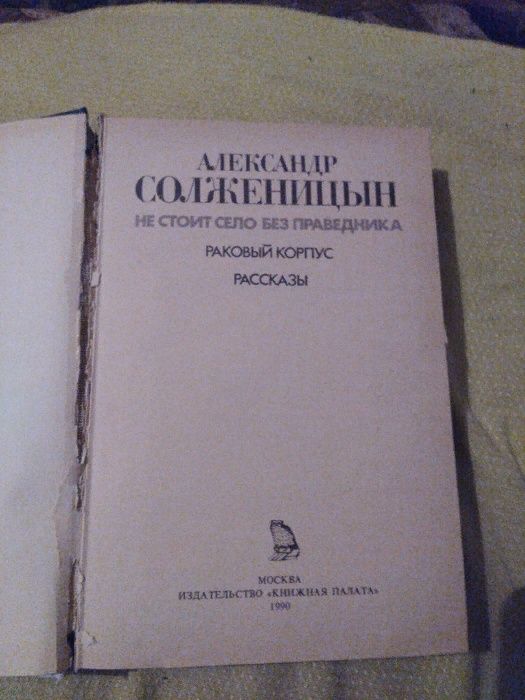 АЛЕКСАНДР
СОЛЖЕНИЦЫН
НЕ СТОИТ СЕЛО БЕЗ ПРАВЕДНИКА
РАКОВЫЙ КОРПУС
РАССКАЗЫ
МОСКВА
ИЗДАТЕЛЬСТВО «КНИЖНАЯ ПАЛАТА»
1990